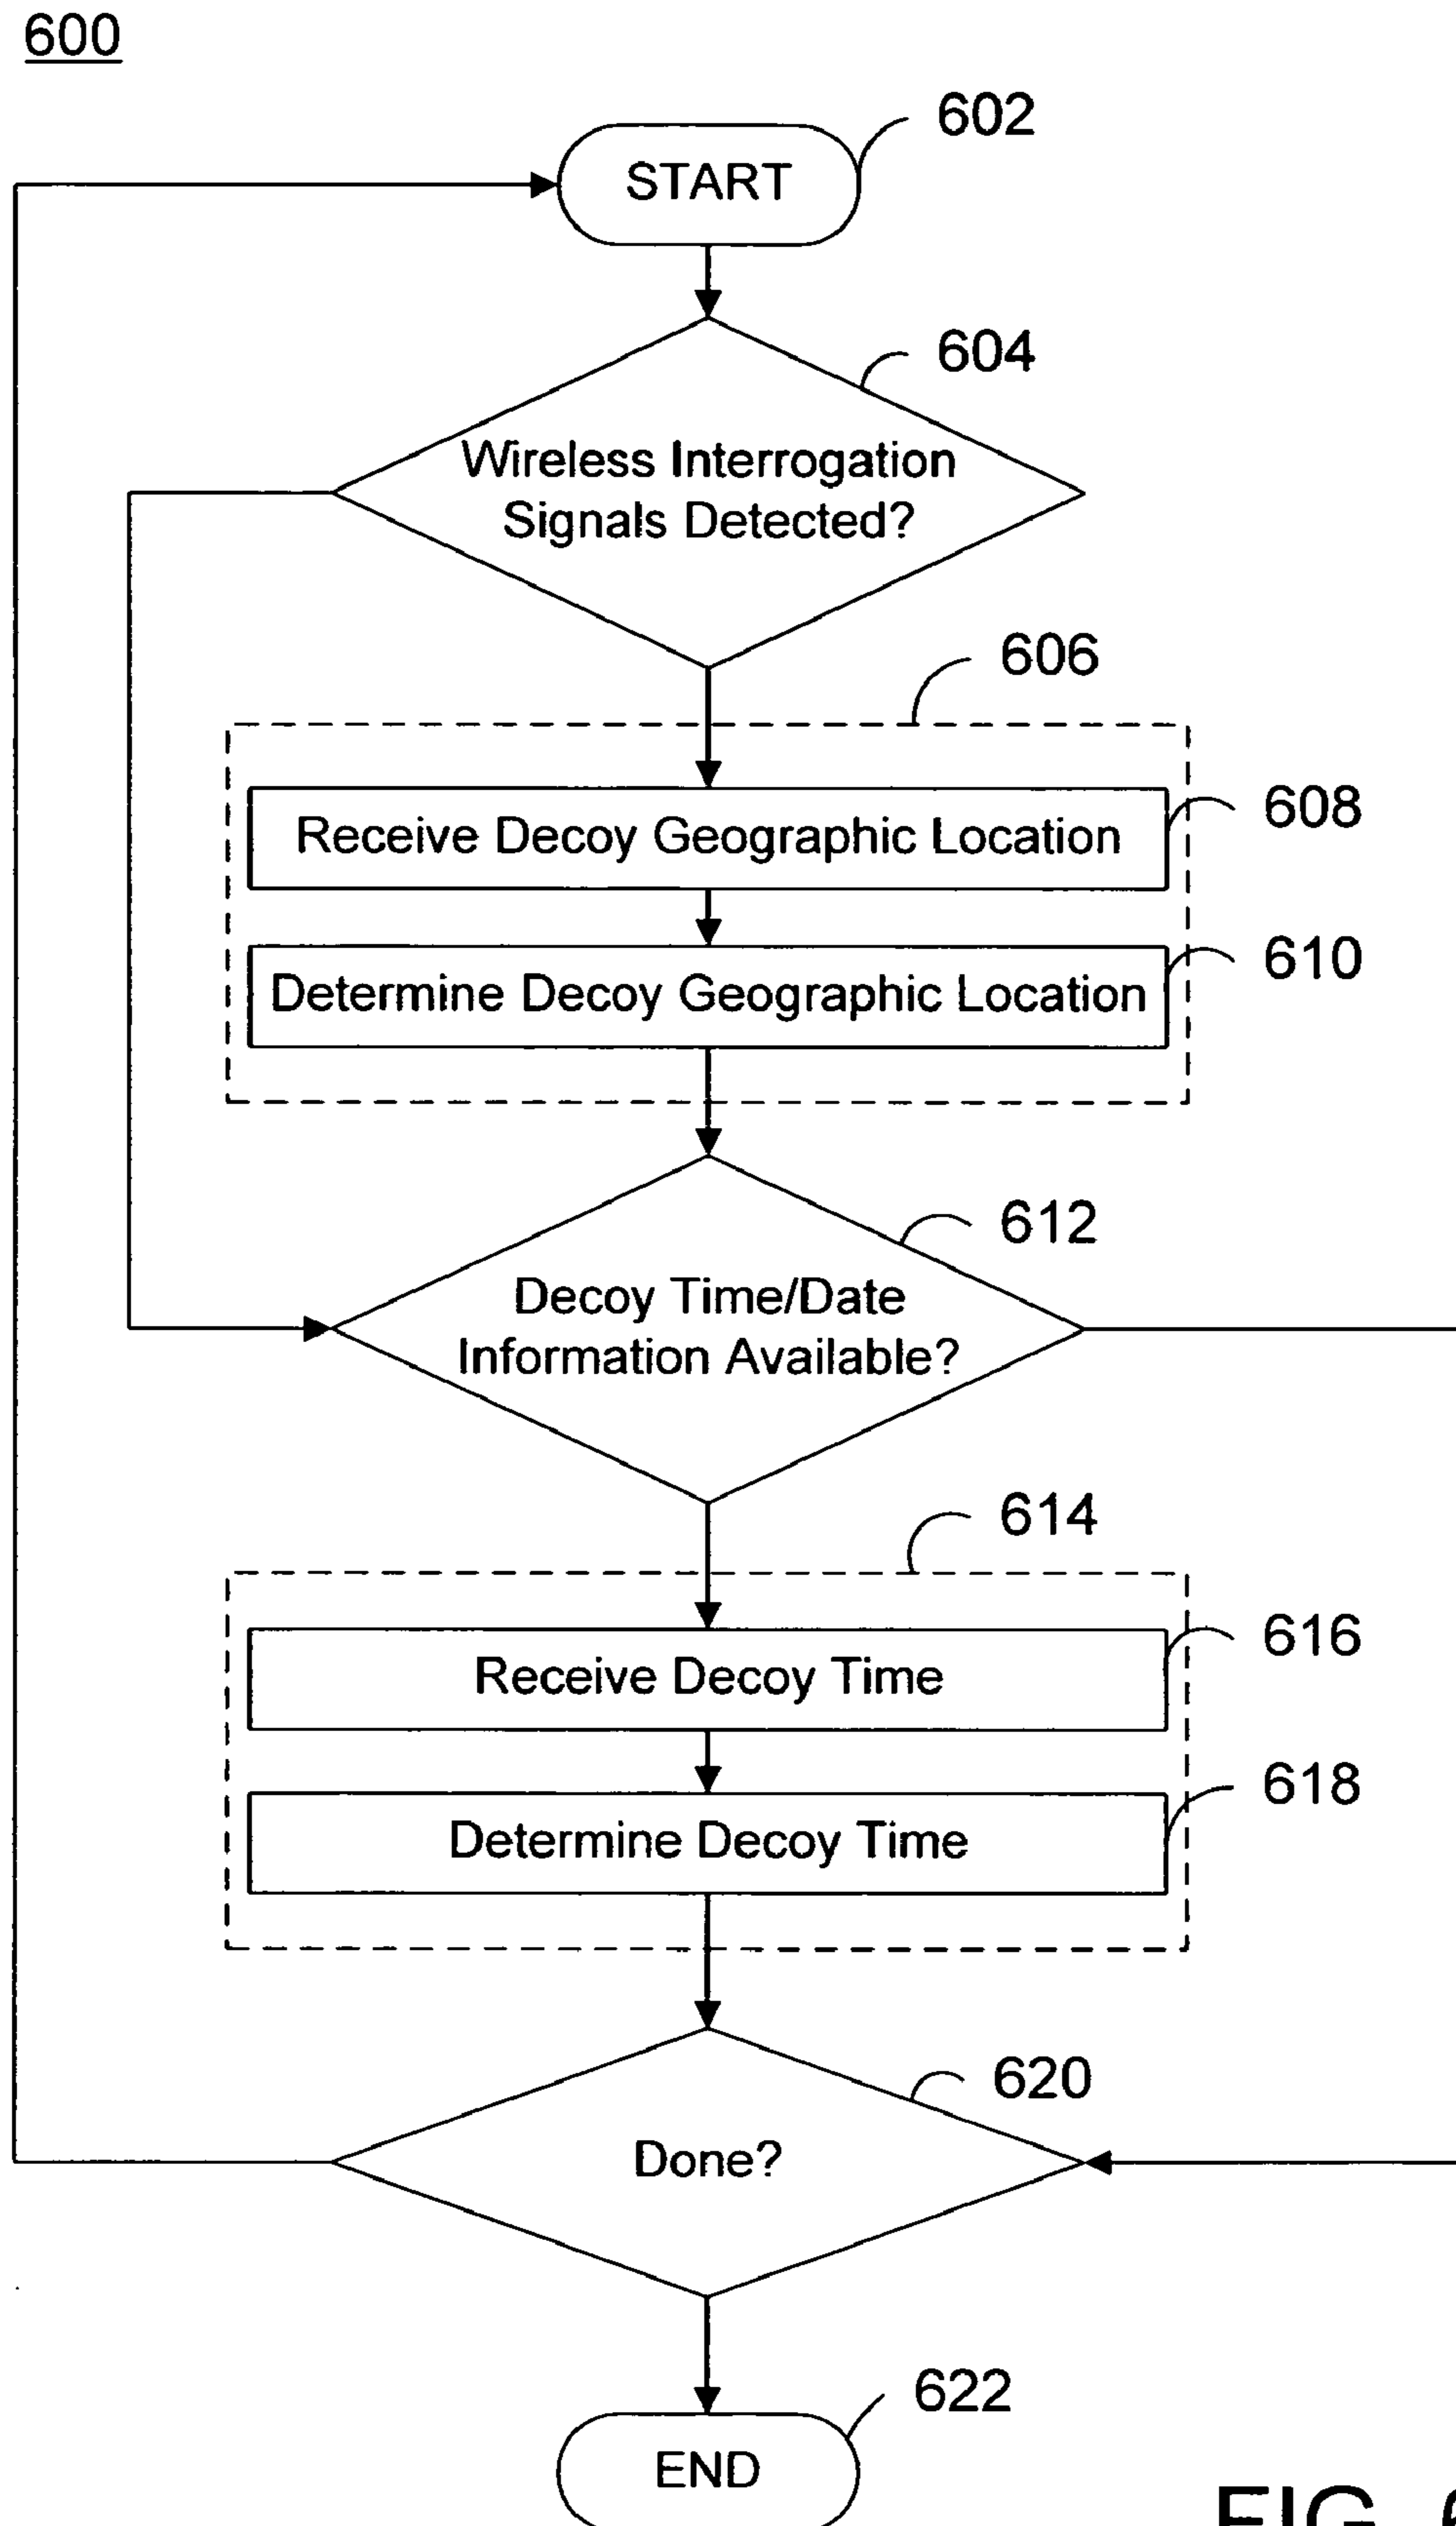 600
602
START
604
Wireless Interrogation
Signals Detected?
606
608
Receive Decoy Geographic Location
610
Determine Decoy Geographic Location
612
Decoy Time/Date
Information Available?
614
616
Receive Decoy Time
618
Determine Decoy Time
620
Done?
622
END
FIG. 6